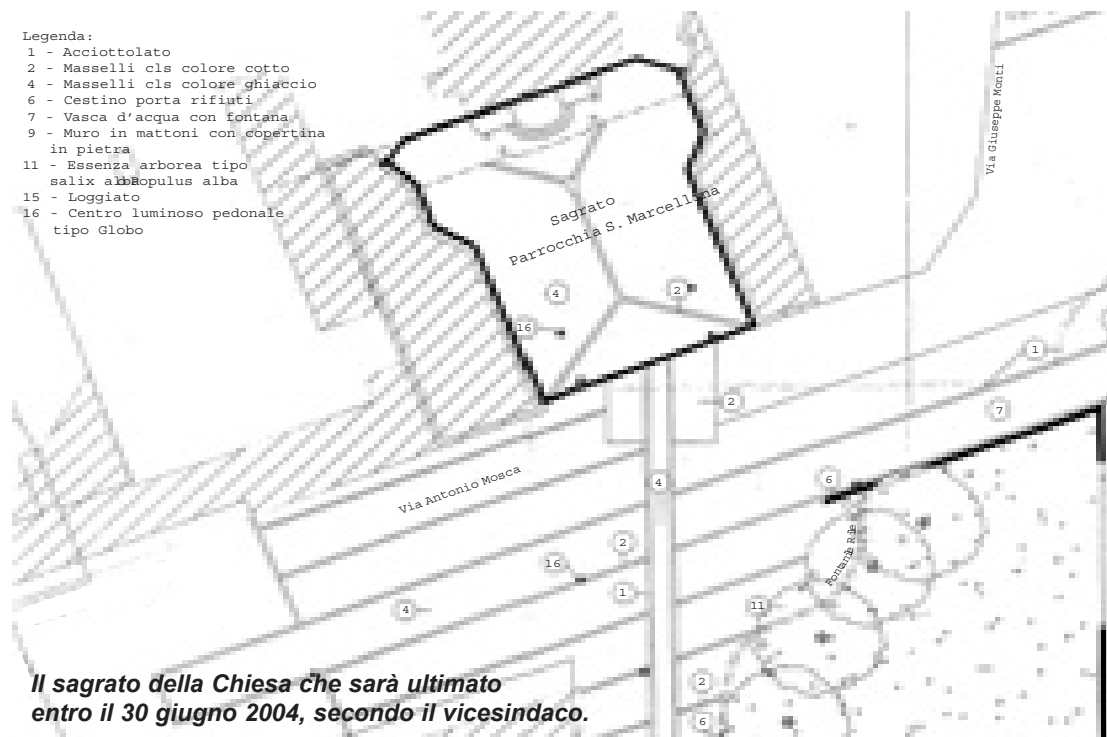 Legenda:
1 - Acciottolato
2 - Masselli cls colore cotto
4 - Masselli cls colore ghiaccio
6 - Cestino porta rifiuti
7 - Vasca d'acqua con fontana
9 - Muro in mattoni con copertina
in pietra
11 - Essenza arborea tipo
salix alba Populus alba
15 - Loggiato
16 - Centro luminoso pedonale
tipo Globo
Via Giuseppe Monti
Sagrato
Parrocchia S. Marcellina
4
2
16
1
2
7
Via Antonio Mosca
4
6
2
16
1
4
11
2
6
Il sagrato della Chiesa che sarà ultimato
entro il 30 giugno 2004, secondo il vicesindaco.